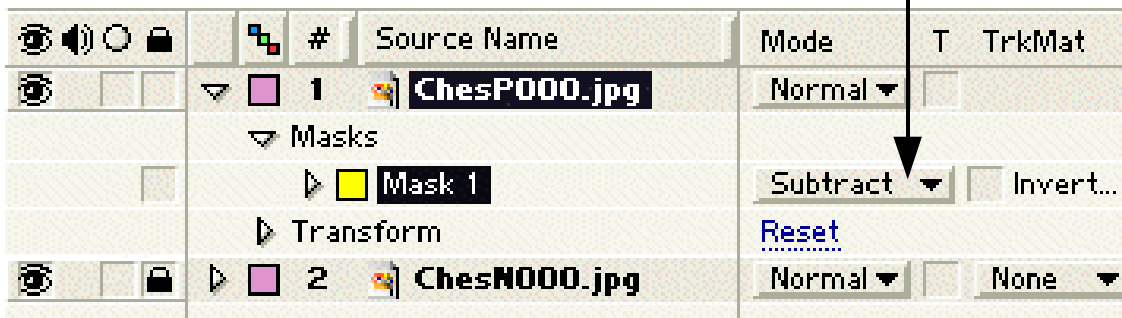 # Source Name Mode T TrkMat
1 ChesP000.jpg Normal
Masks
Mask 1 Subtract Invert...
Transform Reset
2 ChesN000.jpg Normal None